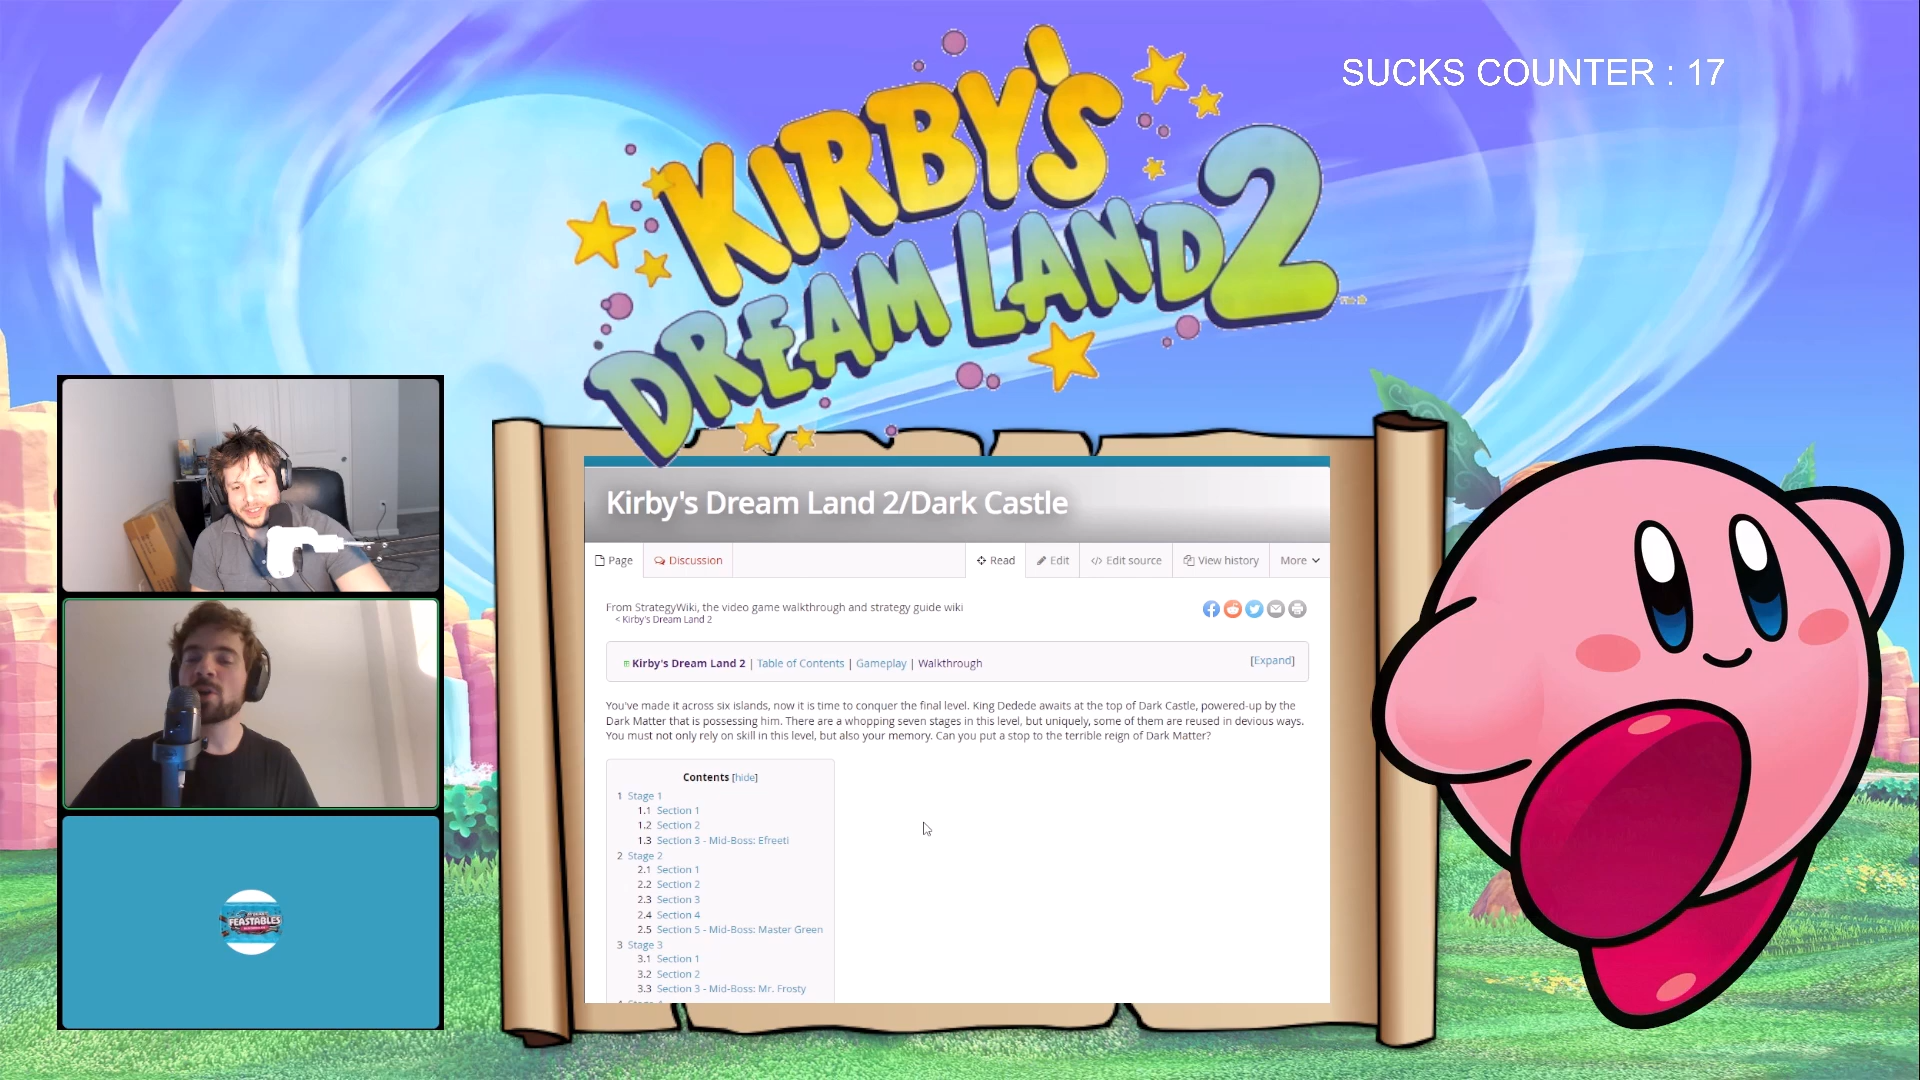 SUCKS COUNTER : 17
KIRBY'S
DREAM LAND 2
Kirby's Dream Land 2/Dark Castle
Page
Discussion
Read
Edit
Edit source
View history
More
From StrategyWiki, the video game walkthrough and strategy guide wiki
< Kirby's Dream Land 2
Kirby's Dream Land 2 | Table of Contents | Gameplay | Walkthrough
[Expand]
You've made it across six islands, now it is time to conquer the final level. King Dedede awaits at the top of Dark Castle, powered-up by the
Dark Matter that is possessing him. There are a whopping seven stages in this level, but uniquely, some of them are reused in devious ways.
You must not only rely on skill in this level, but also your memory. Can you put a stop to the terrible reign of Dark Matter?
Contents [hide]
1 Stage 1
1.1 Section 1
1.2 Section 2
1.3 Section 3 - Mid-Boss: Efreeti
2 Stage 2
2.1 Section 1
2.2 Section 2
2.3 Section 3
2.4 Section 4
2.5 Section 5 - Mid-Boss: Master Green
3 Stage 3
3.1 Section 1
3.2 Section 2
3.3 Section 3 - Mid-Boss: Mr. Frosty
FEASTABLES